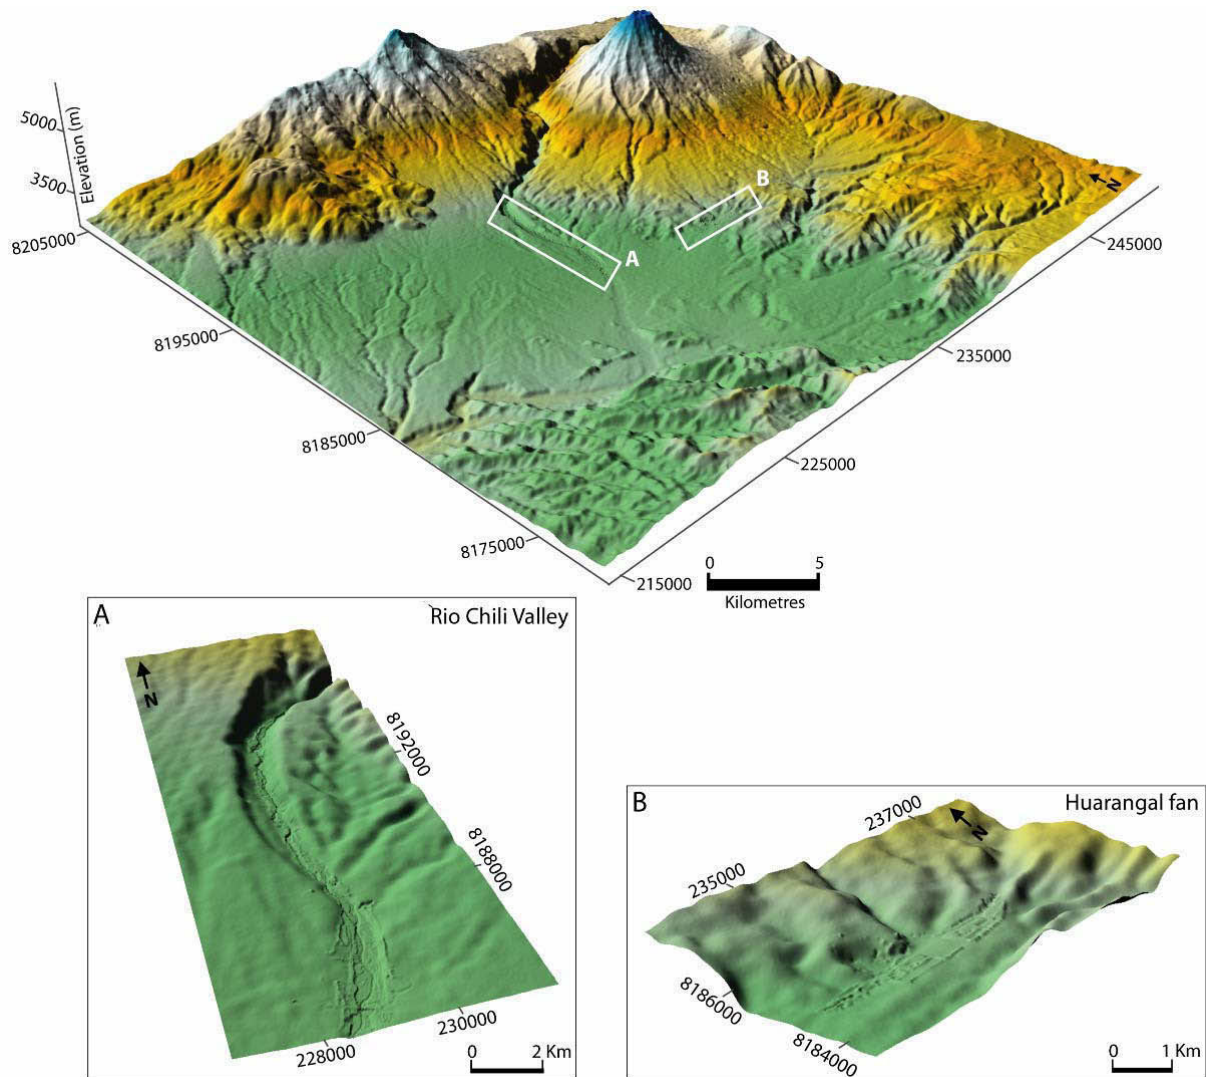 5000
3500
Elevation (m)
8205000
8195000
8185000
8175000
A
B
N
245000
235000
225000
215000
0 5
Kilometres
A
Rio Chili Valley
N
8192000
8188000
230000
228000
0 2 Km
B
Huarangal fan
N
237000
235000
8186000
8184000
0 1 Km